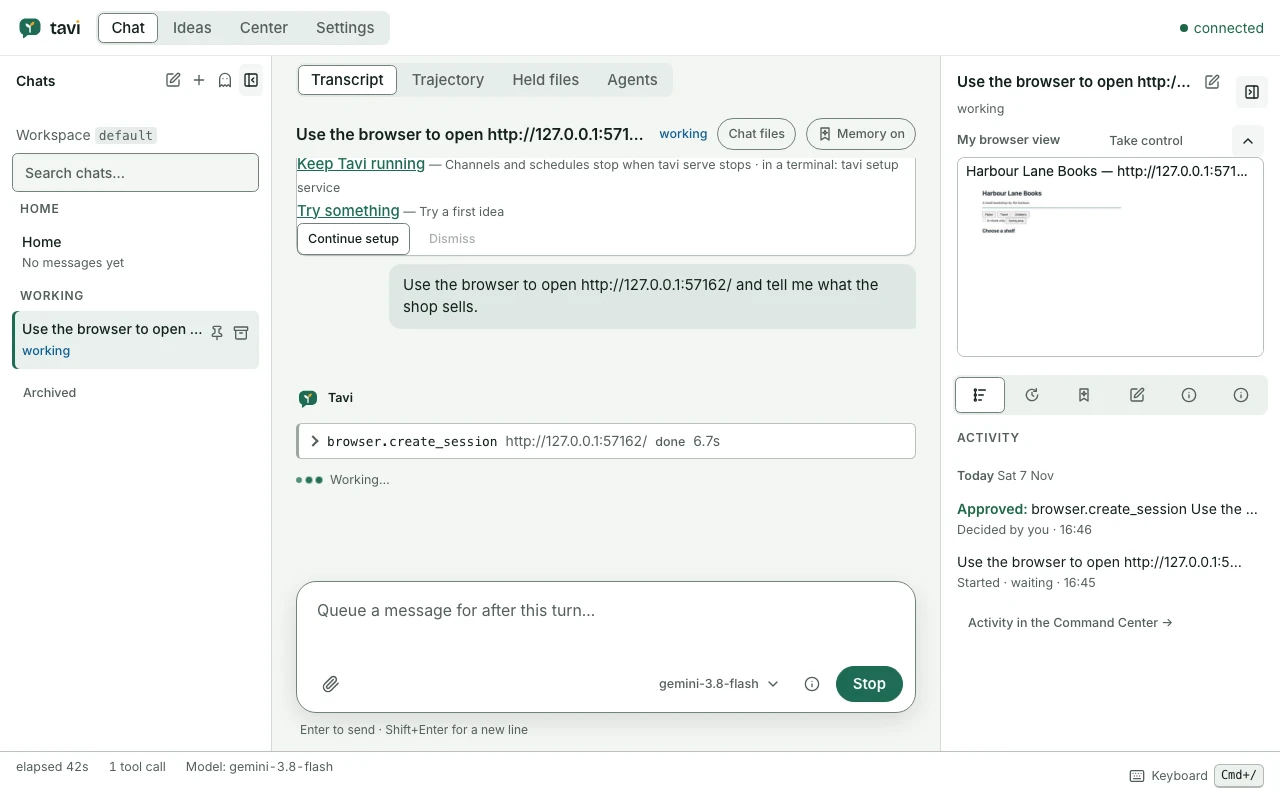 tavi
Chat
Ideas
Center
Settings
connected
Chats
Workspace default
Search chats...
HOME
Home
No messages yet
WORKING
Use the browser to open ...
working
Archived
Transcript
Trajectory
Held files
Agents
Use the browser to open http://127.0.0.1:571...
working
Chat files
Memory on
Keep Tavi running — Channels and schedules stop when tavi serve stops · in a terminal: tavi setup
service
Try something — Try a first idea
Continue setup
Dismiss
Use the browser to open http://127.0.0.1:57162/ and tell me what the
shop sells.
Tavi
browser.create_session http://127.0.0.1:57162/ done 6.7s
Working...
Queue a message for after this turn...
gemini-3.8-flash
Stop
Enter to send · Shift+Enter for a new line
Use the browser to open http:/...
working
My browser view
Take control
Harbour Lane Books — http://127.0.0.1:571...
Harbour Lane Books
Choose a shelf
ACTIVITY
Today Sat 7 Nov
Approved: browser.create_session Use the ...
Decided by you · 16:46
Use the browser to open http://127.0.0.1:5...
Started · waiting · 16:45
Activity in the Command Center →
elapsed 42s
1 tool call
Model: gemini-3.8-flash
Keyboard
Cmd+/